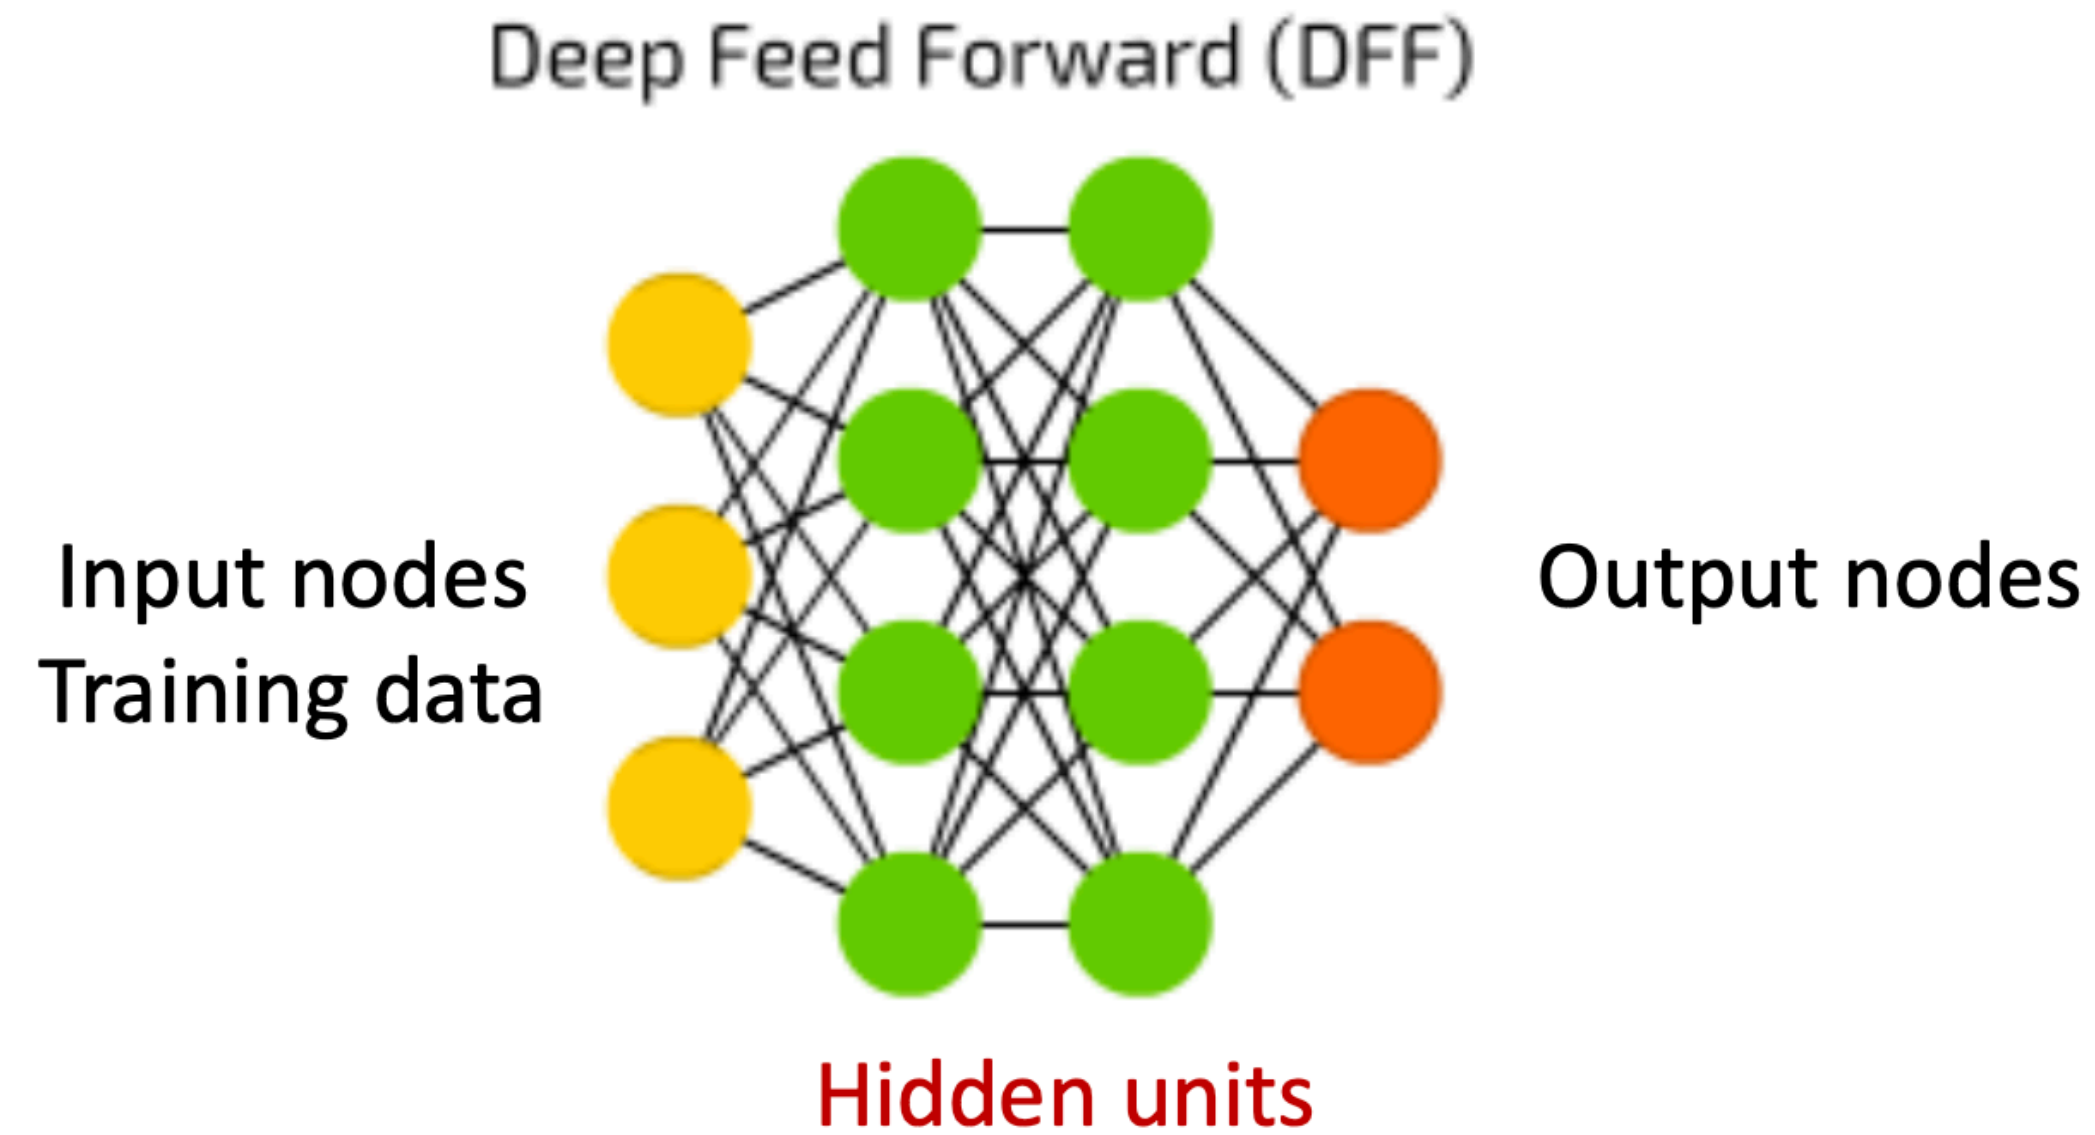 Deep Feed Forward (DFF)
Input nodes
Training data
Output nodes
Hidden units